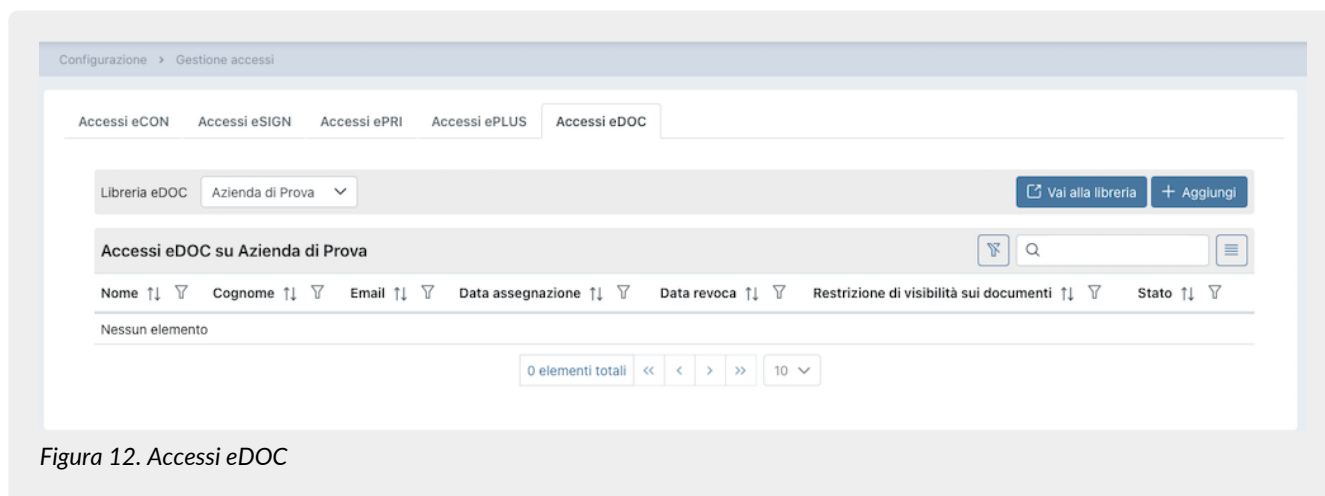 Configurazione > Gestione accessi
Accessi eCON Accessi eSIGN Accessi ePRI Accessi ePLUS Accessi eDOC
Libreria eDOC Azienda di Prova Vai alla libreria + Aggiungi
Accessi eDOC su Azienda di Prova
Nome Cognome Email Data assegnazione Data revoca Restrizione di visibilità sui documenti Stato
Nessun elemento
0 elementi totali << < > >> 10
Figura 12. Accessi eDOC